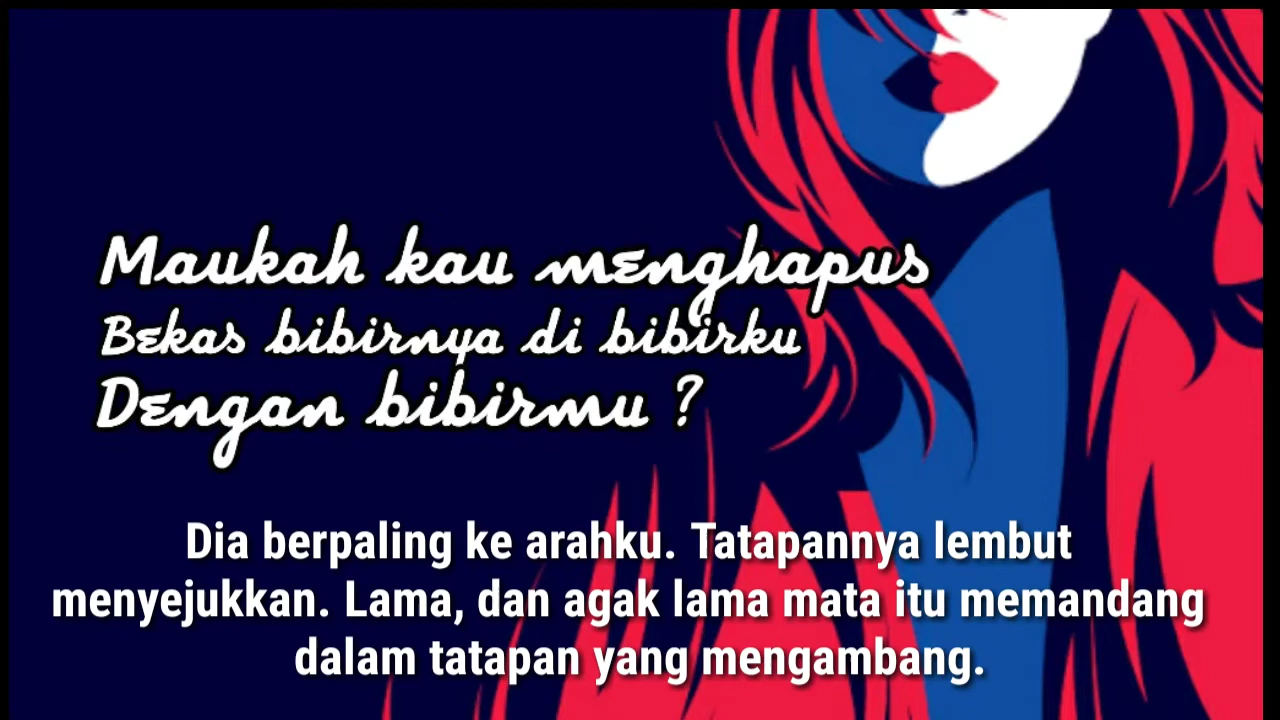 Maukah kau menghapus
Bekas bibirnya di bibirku
Dengan bibirmu ?
Dia berpaling ke arahku. Tatapannya lembut
menyejukkan. Lama, dan agak lama mata itu memandang
dalam tatapan yang mengambang.